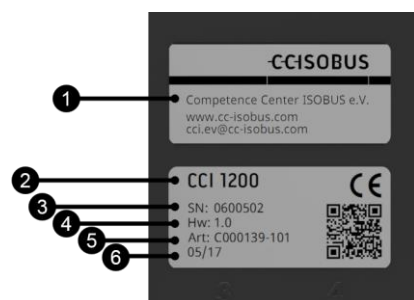 CCISOBUS
1 Competence Center ISOBUS e.V.
www.cc-isobus.com
cci.ev@cc-isobus.com
2 CCI 1200 CE
3 SN: 0600502
4 Hw: 1.0
5 Art: C000139-101
6 05/17